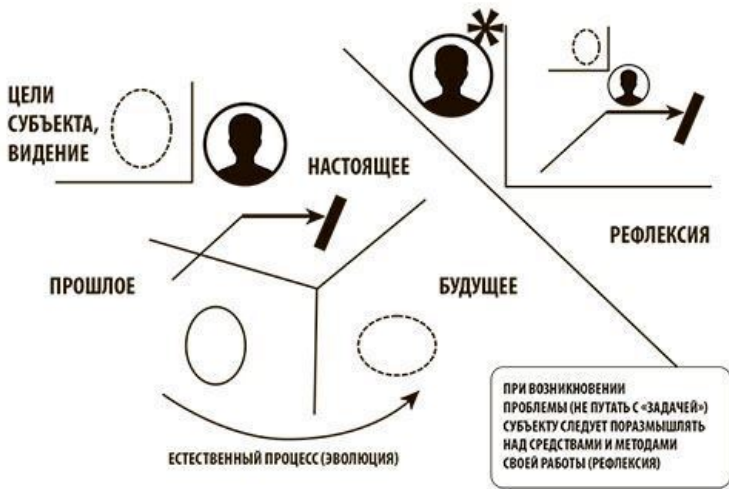 ЦЕЛИ
СУБЪЕКТА,
ВИДЕНИЕ
НАСТОЯЩЕЕ
РЕФЛЕКСИЯ
ПРОШЛОЕ
БУДУЩЕЕ
ЕСТЕСТВЕННЫЙ ПРОЦЕСС (ЭВОЛЮЦИЯ)
ПРИ ВОЗНИКНОВЕНИИ
ПРОБЛЕМЫ (НЕ ПУТАТЬ С «ЗАДАЧЕЙ»)
СУБЪЕКТУ СЛЕДУЕТ ПОРАЗМЫШЛЯТЬ
НАД СРЕДСТВАМИ И МЕТОДАМИ
СВОЕЙ РАБОТЫ (РЕФЛЕКСИЯ)